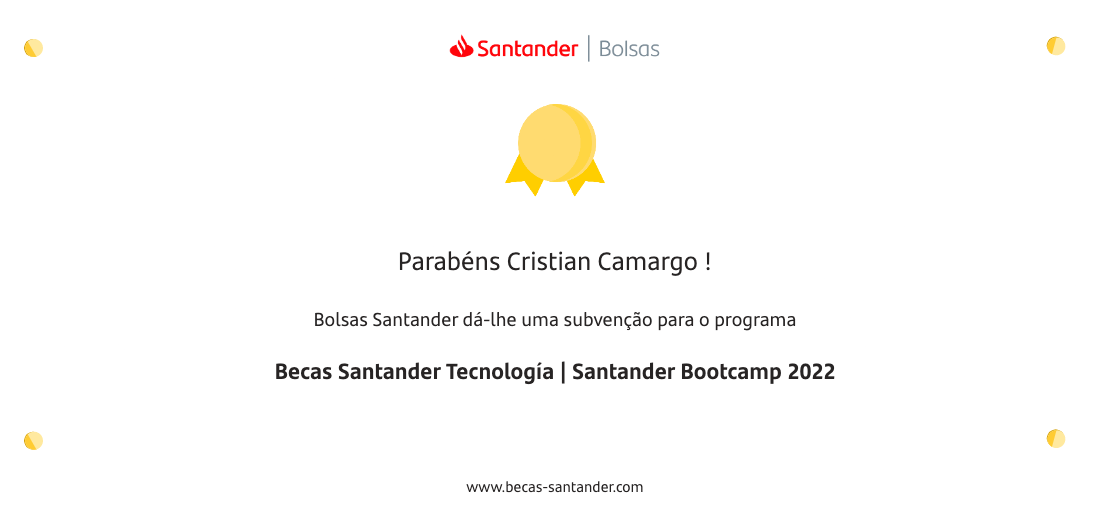 Santander | Bolsas
Parabéns Cristian Camargo !
Bolsas Santander dá-lhe uma subvenção para o programa
Becas Santander Tecnología | Santander Bootcamp 2022
www.becas-santander.com